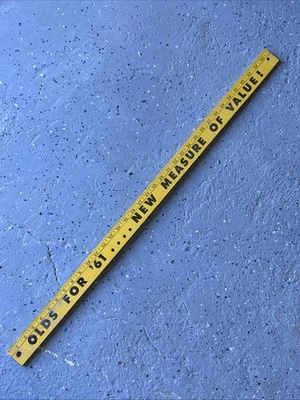 OLDS FOR '61 .... NEW MEASURE OF VALUE!